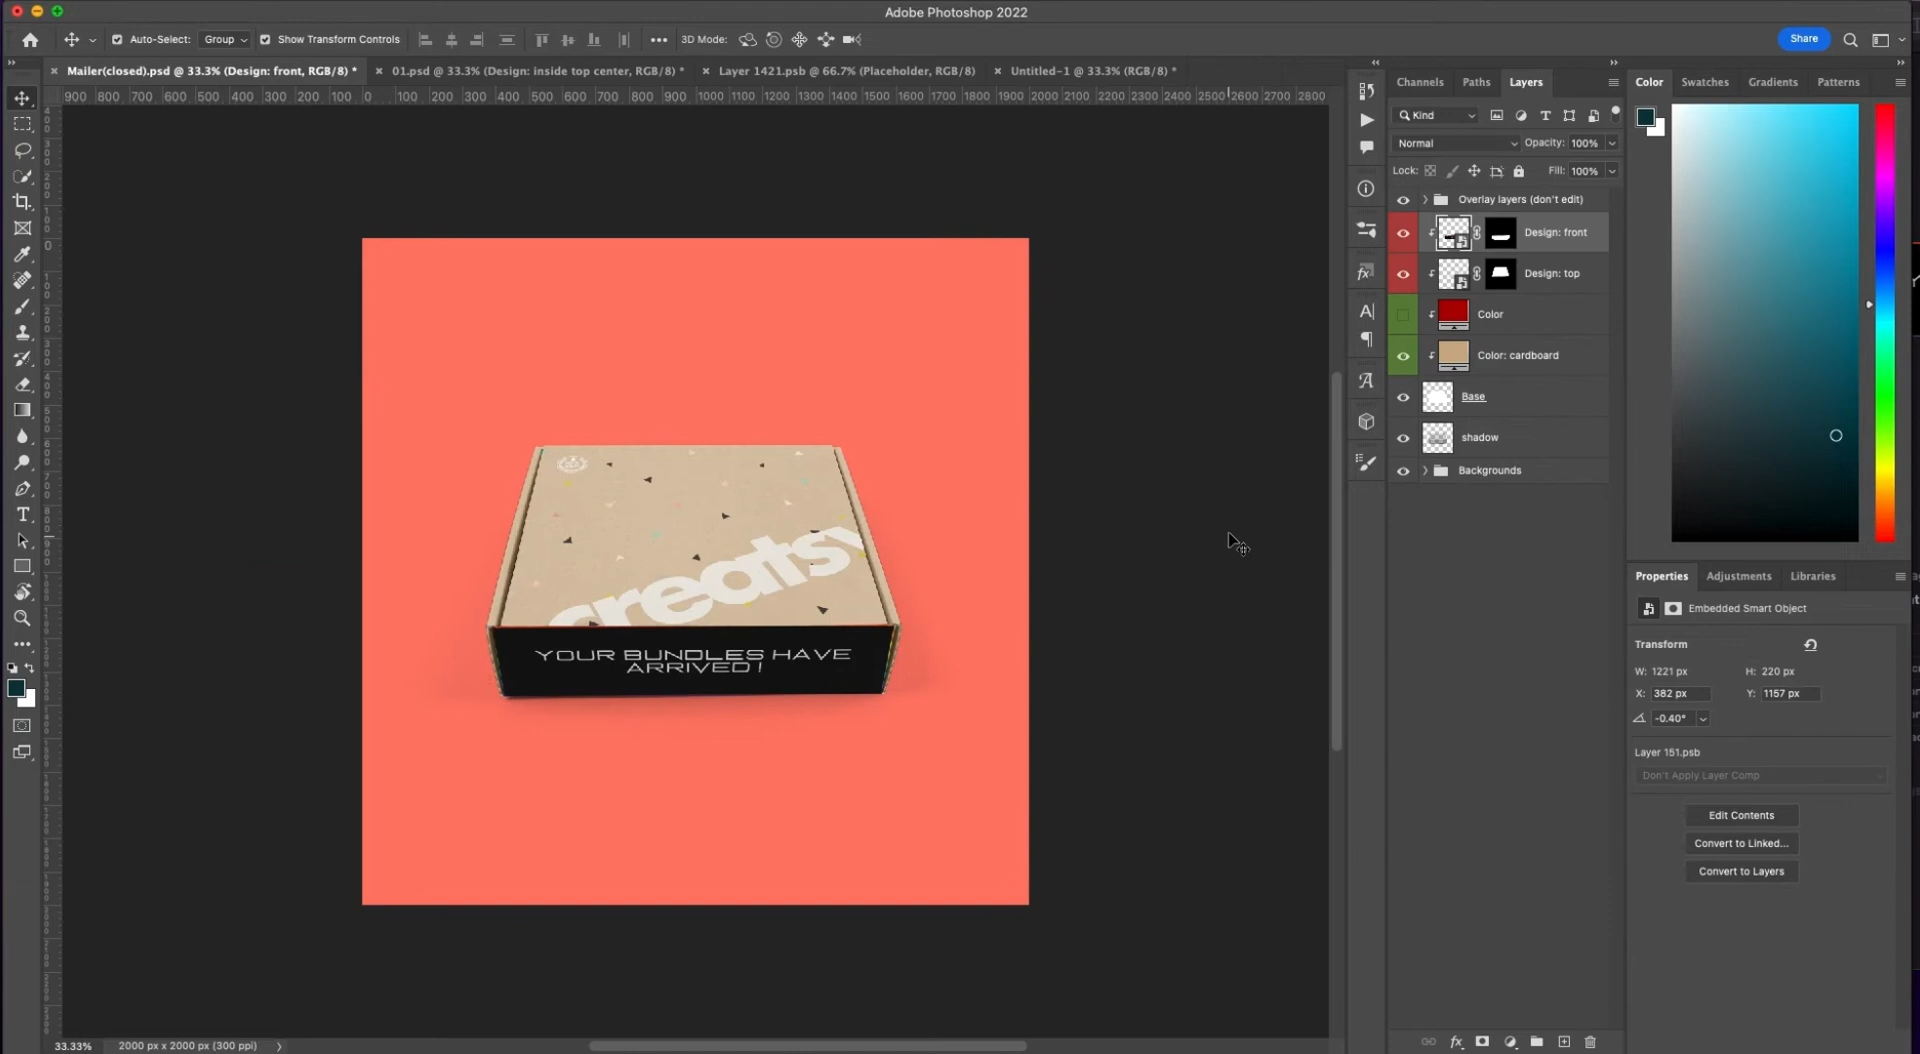 Adobe Photoshop 2022
Auto-Select: Group Show Transform Controls 3D Mode: Share
Mailer(closed).psd @ 33.3% (Design: front, RGB/8) *
01.psd @ 33.3% (Design: inside top center, RGB/8) *
Layer 1421.psb @ 66.7% (Placeholder, RGB/8)
Untitled-1 @ 33.3% (RGB/8) *
900 800 700 600 500 400 300 200 100 0 100 200 300 400 500 600 700 800 900 1000 1100 1200 1300 1400 1500 1600 1700 1800 1900 2000 2100 2200 2300 2400 2500 2600 2700 2800
creatsy
YOUR BUNDLES HAVE
ARRIVED!
33.33% 2000 px x 2000 px (300 ppi)
Channels Paths Layers
Kind
Normal Opacity: 100%
Lock: Fill: 100%
Overlay layers (don't edit)
Design: front
Design: top
Color
Color: cardboard
Base
shadow
Backgrounds
fx
Color Swatches Gradients Patterns
Properties Adjustments Libraries
Embedded Smart Object
Transform
W: 1221 px H: 220 px
X: 382 px Y: 1157 px
-0.40°
Layer 151.psb
Don't Apply Layer Comp
Edit Contents
Convert to Linked...
Convert to Layers